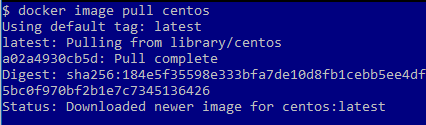 $ docker image pull centos
Using default tag: latest
latest: Pulling from library/centos
a02a4930cb5d: Pull complete
Digest: sha256:184e5f35598e333bfa7de10d8fb1cebb5ee4df
5bc0f970bf2b1e7c7345136426
Status: Downloaded newer image for centos:latest